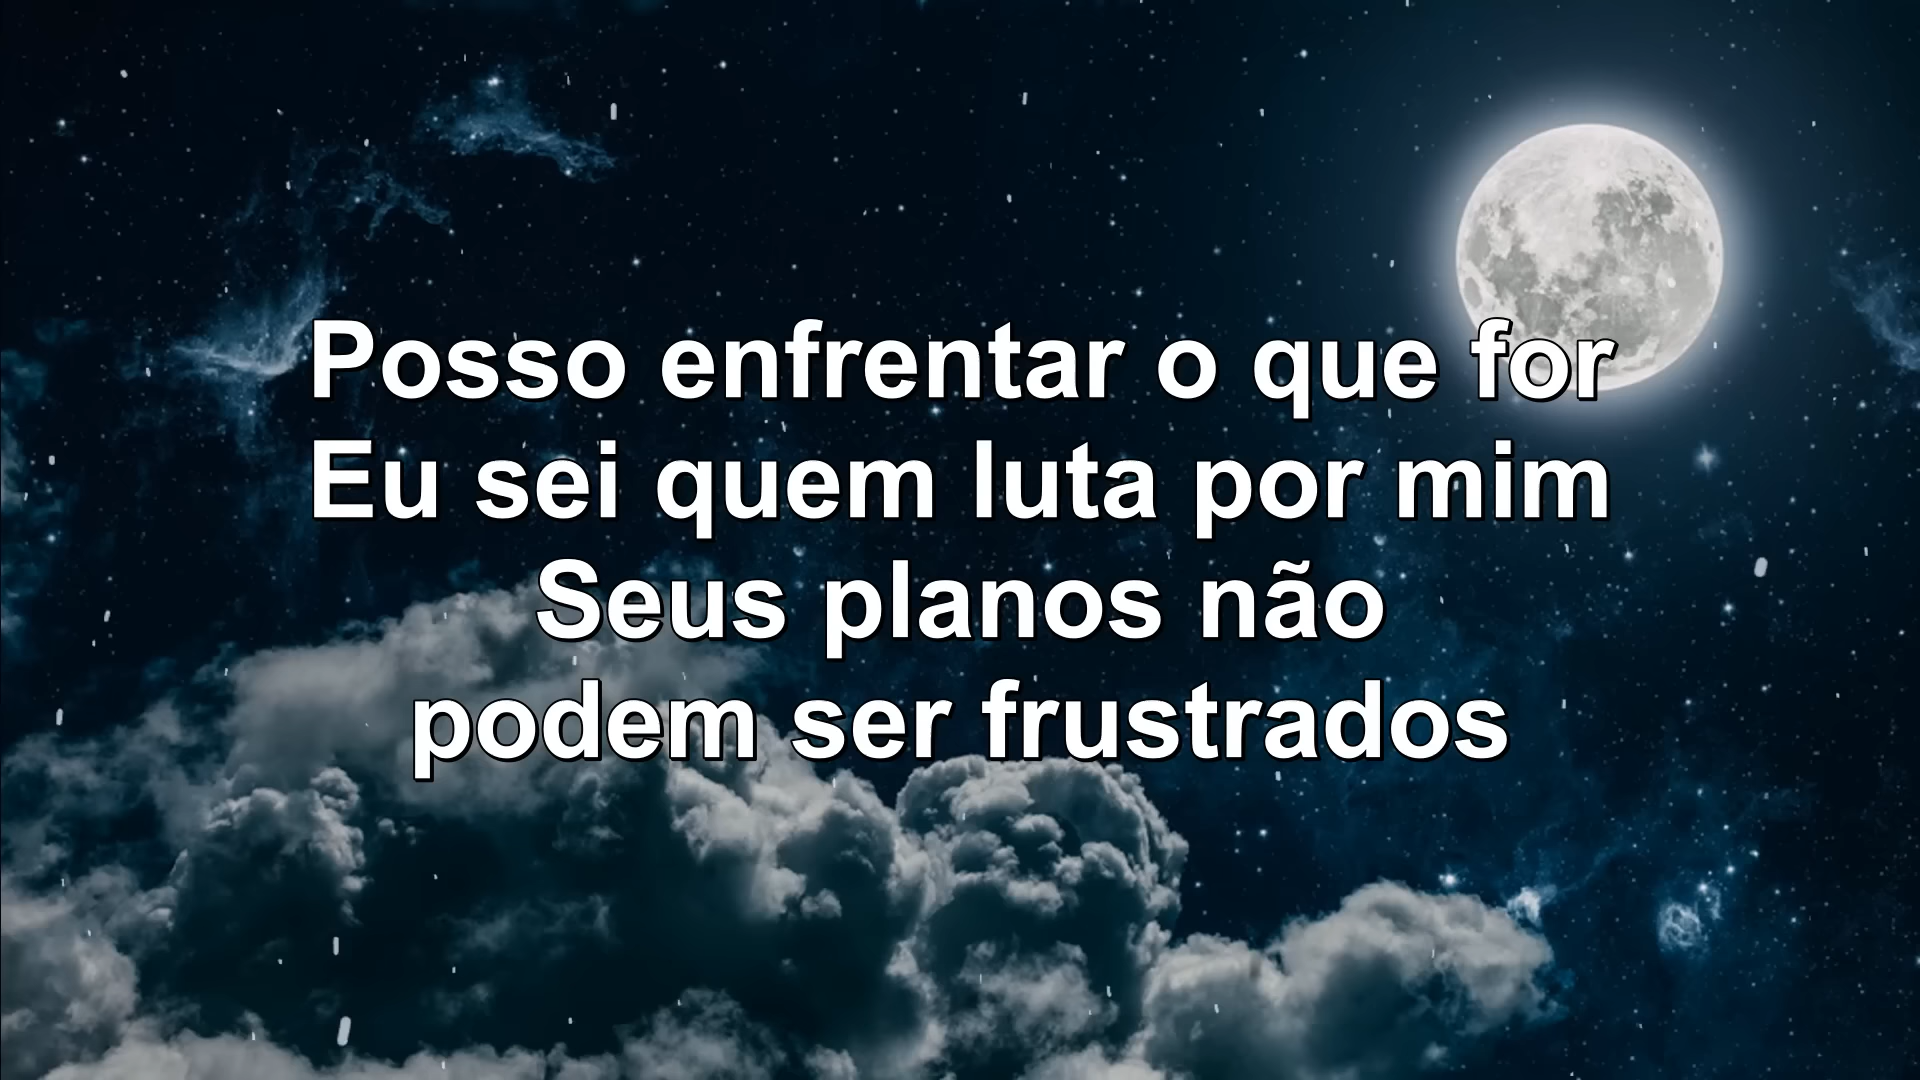 Posso enfrentar o que for
Eu sei quem luta por mim
Seus planos não
podem ser frustrados